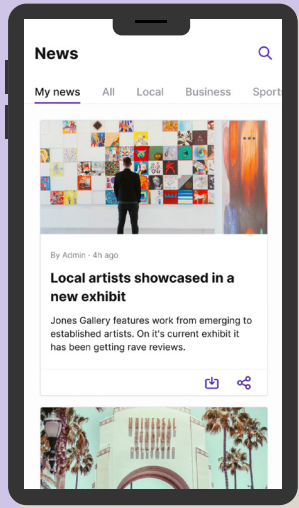 News
My news All Local Business Sport
By Admin · 4h ago
Local artists showcased in a
new exhibit
Jones Gallery features work from emerging to
established artists. On it's current exhibit it
has been getting rave reviews.
UNIVERSAL